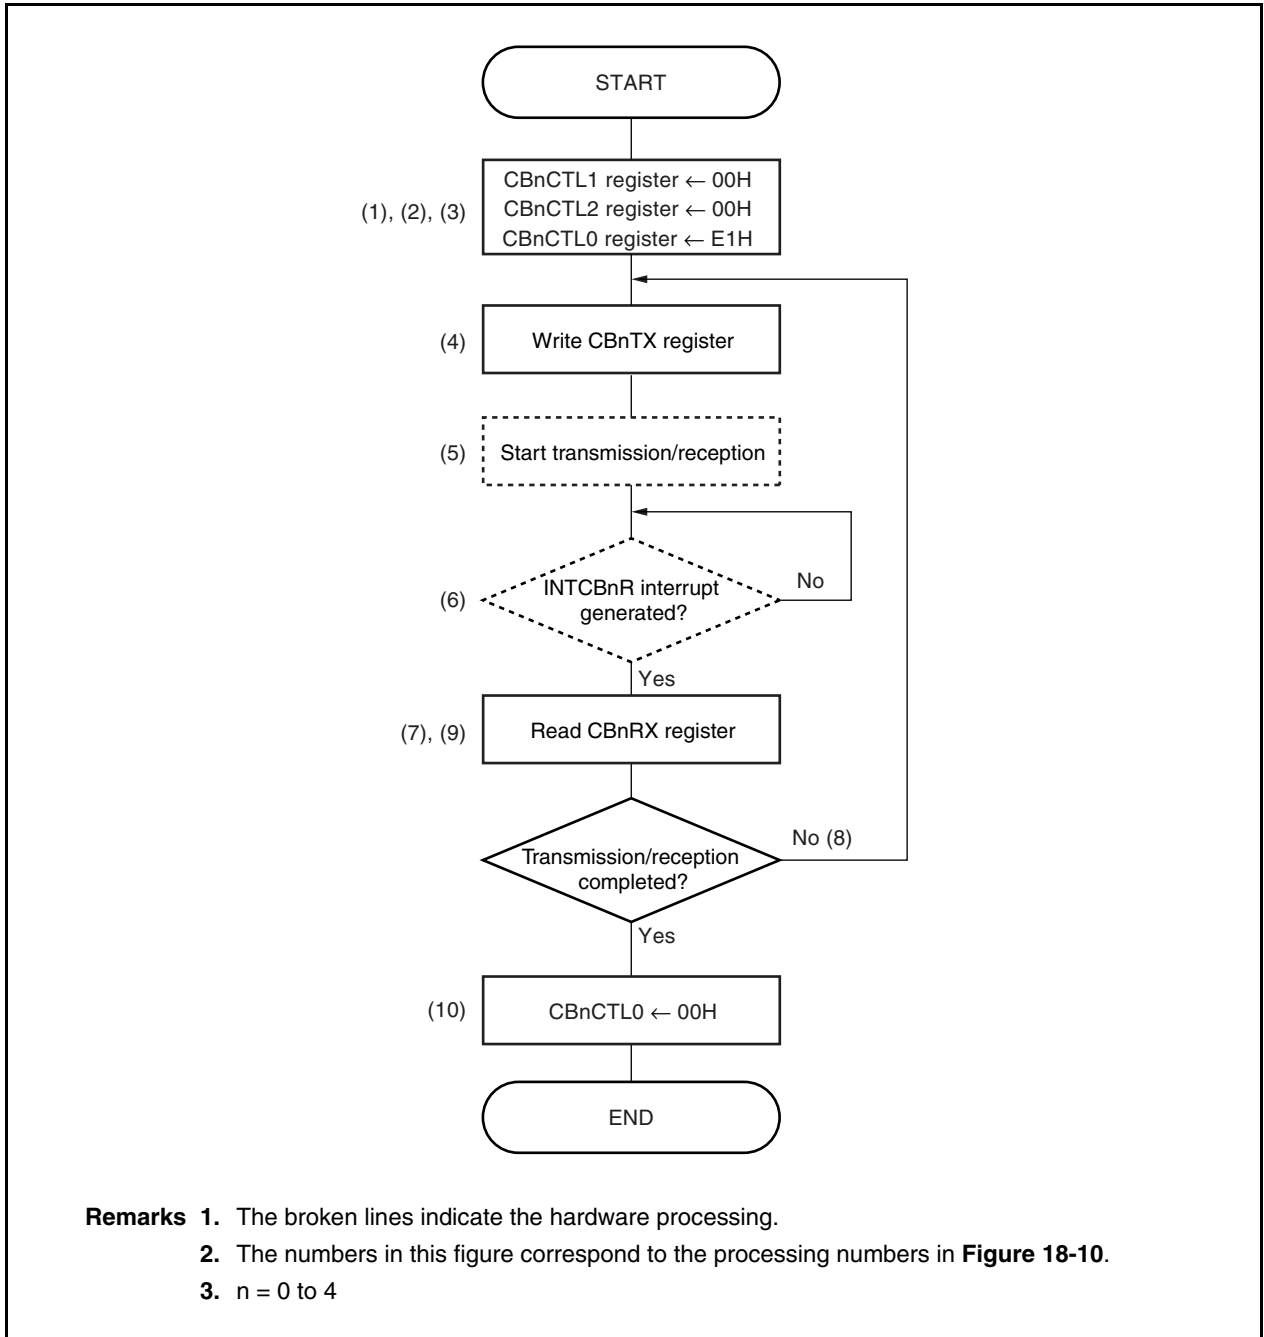 START
(1), (2), (3)
CBnCTL1 register ← 00H
CBnCTL2 register ← 00H
CBnCTL0 register ← E1H
(4)
Write CBnTX register
(5)
Start transmission/reception
(6)
INTCBnR interrupt
generated?
No
Yes
(7), (9)
Read CBnRX register
Transmission/reception
completed?
No (8)
Yes
(10)
CBnCTL0 ← 00H
END
Remarks 1. The broken lines indicate the hardware processing.
2. The numbers in this figure correspond to the processing numbers in Figure 18-10.
3. n = 0 to 4